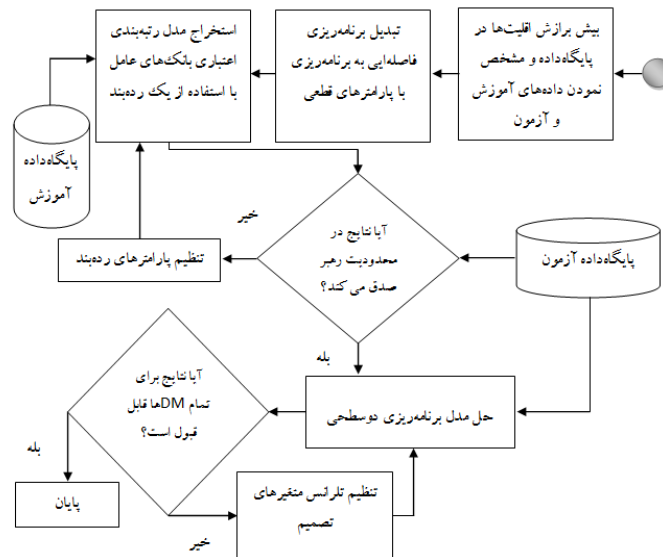 بیش برازش اقلیت‌ها در
پایگاه‌داده و مشخص
نمودن داده‌های آموزش
و آزمون
تبدیل برنامه‌ریزی
فاصله‌ایی به برنامه‌ریزی
با پارامترهای قطعی
استخراج مدل رتبه‌بندی
اعتباری بانک‌های عامل
با استفاده از یک رده‌بند
پایگاه‌داده
آموزش
خیر
آیا نتایج در
محدودیت رهبر
صدق می کند؟
تنظیم پارامترهای رده‌بند
پایگاه‌داده آزمون
بله
حل مدل برنامه‌ریزی دوسطحی
آیا نتایج برای
تمام DMها قابل
قبول است؟
بله
پایان
تنظیم تلرانس متغیرهای
تصمیم
خیر